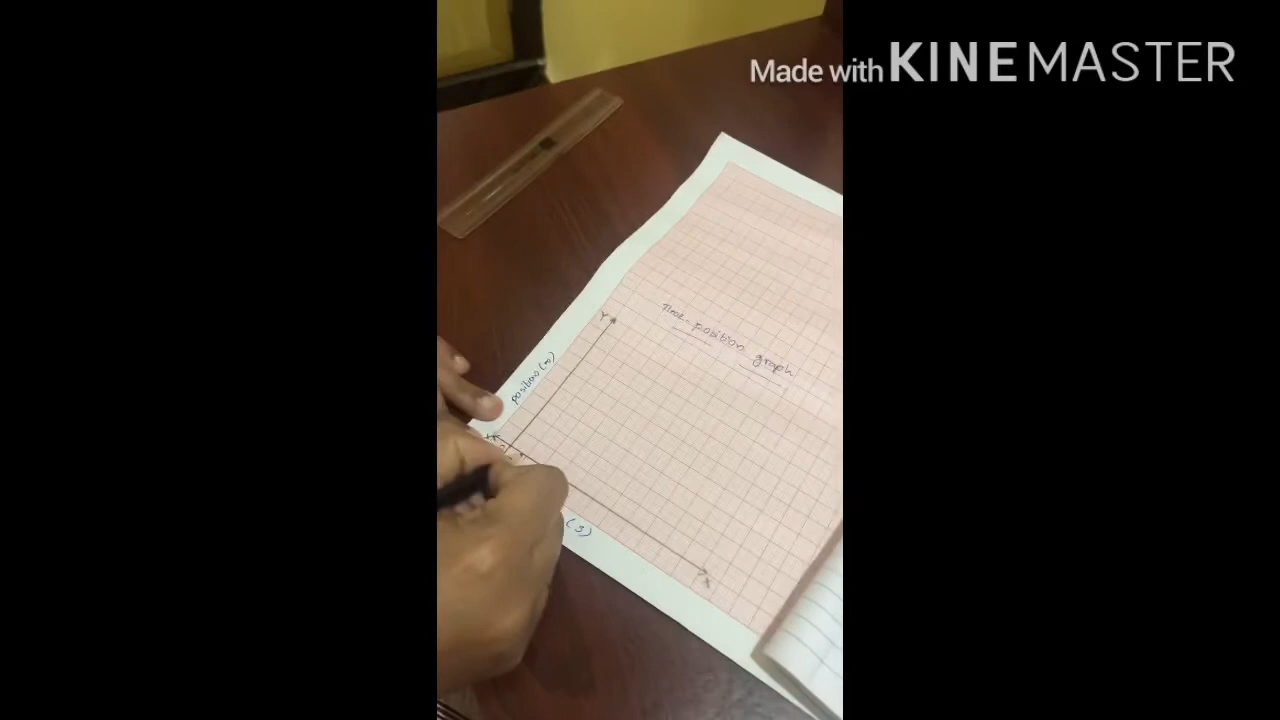 Made with KINEMASTER
Time-position graph
Y
position (m)
(s)
X